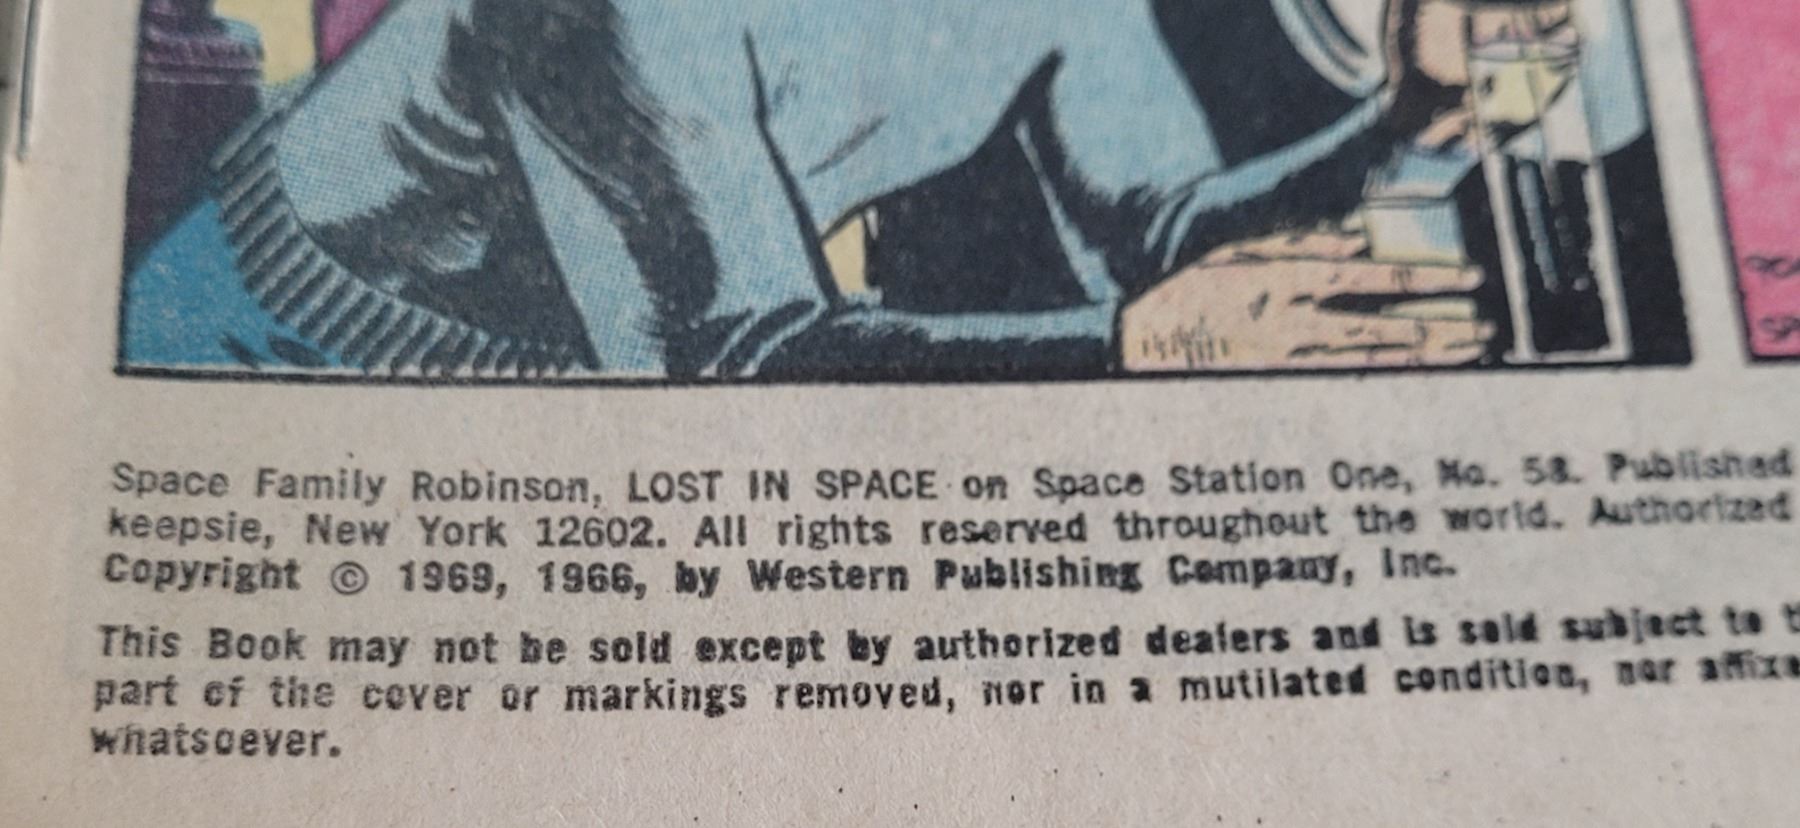 Space Family Robinson, LOST IN SPACE on Space Station One, No. 58. Published
keepsie, New York 12602. All rights reserved throughout the world. Authorized
Copyright © 1969, 1966, by Western Publishing Company, Inc.
This Book may not be sold except by authorized dealers and is sold subject to
part of the cover or markings removed, nor in a mutilated condition, nor
whatsoever.